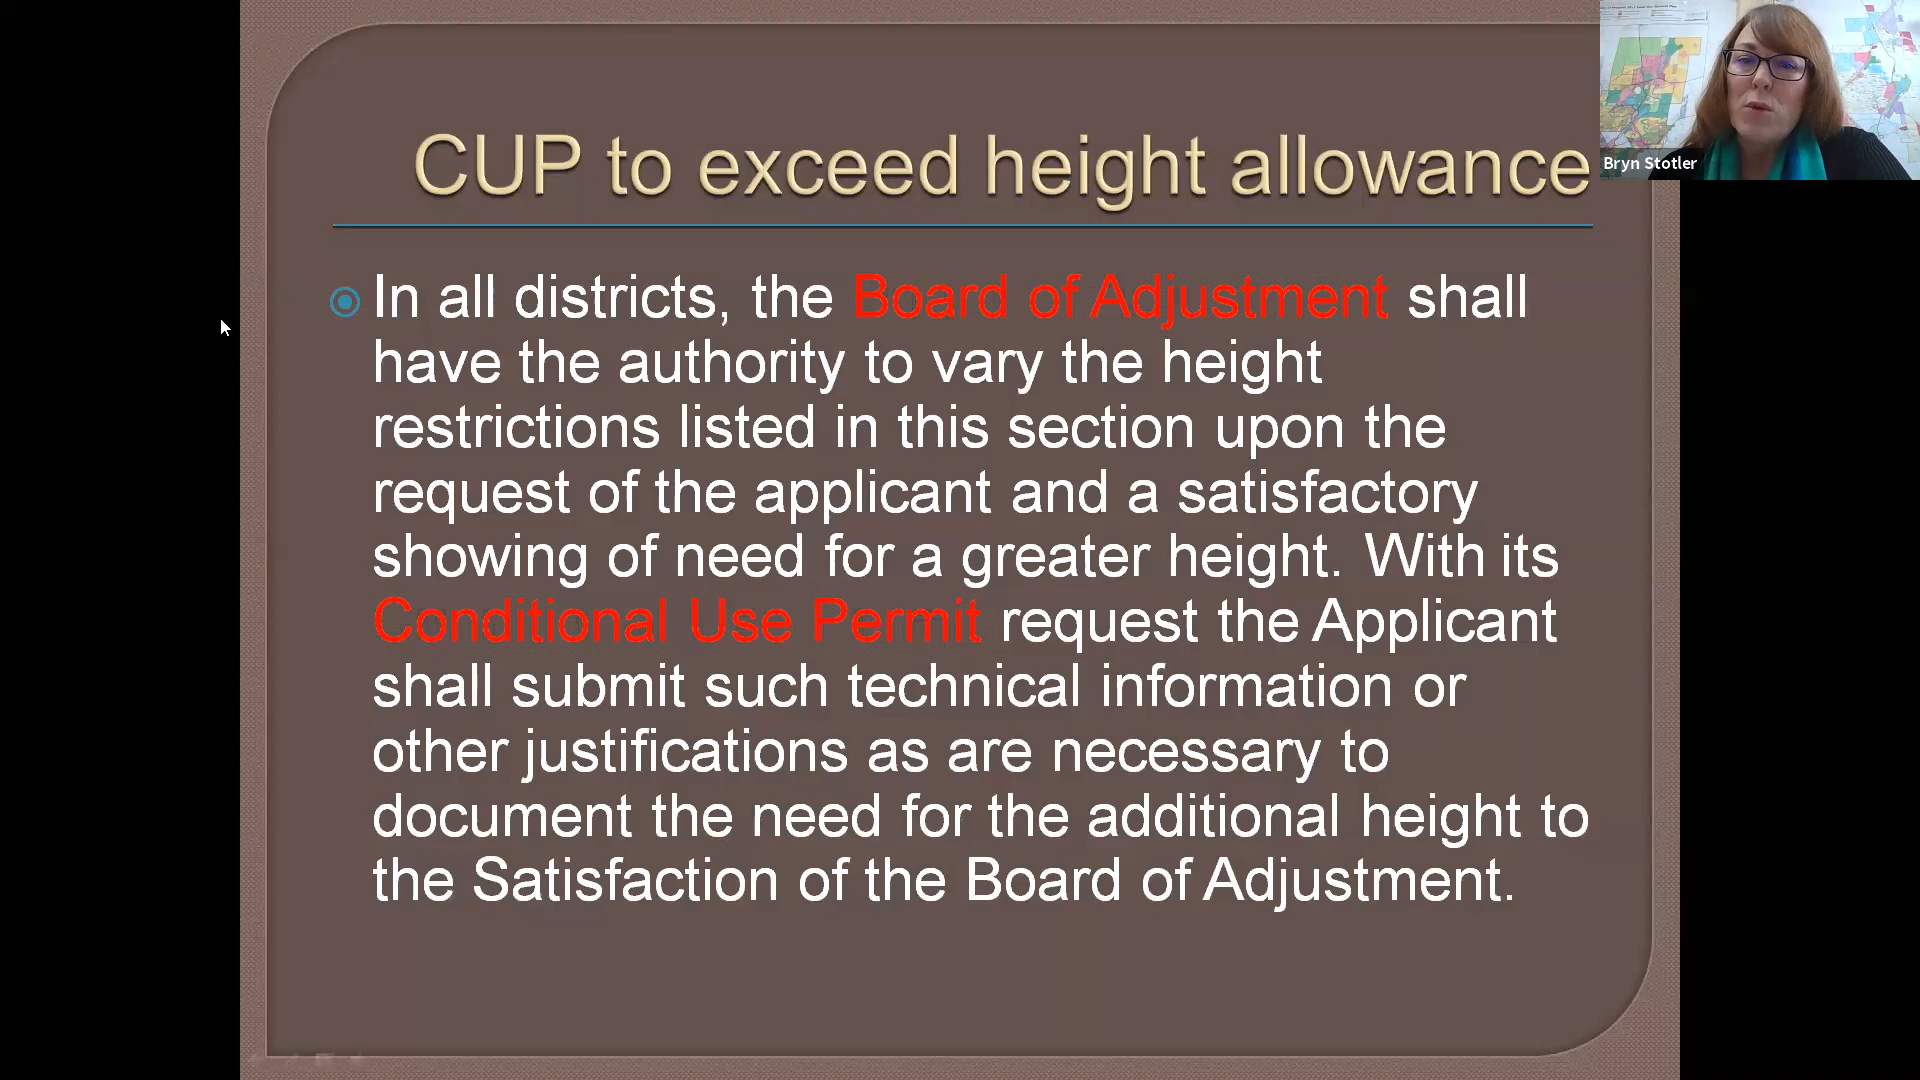 CUP to exceed height allowance
Bryn Stotler
In all districts, the Board of Adjustment shall
have the authority to vary the height
restrictions listed in this section upon the
request of the applicant and a satisfactory
showing of need for a greater height. With its
Conditional Use Permit request the Applicant
shall submit such technical information or
other justifications as are necessary to
document the need for the additional height to
the Satisfaction of the Board of Adjustment.